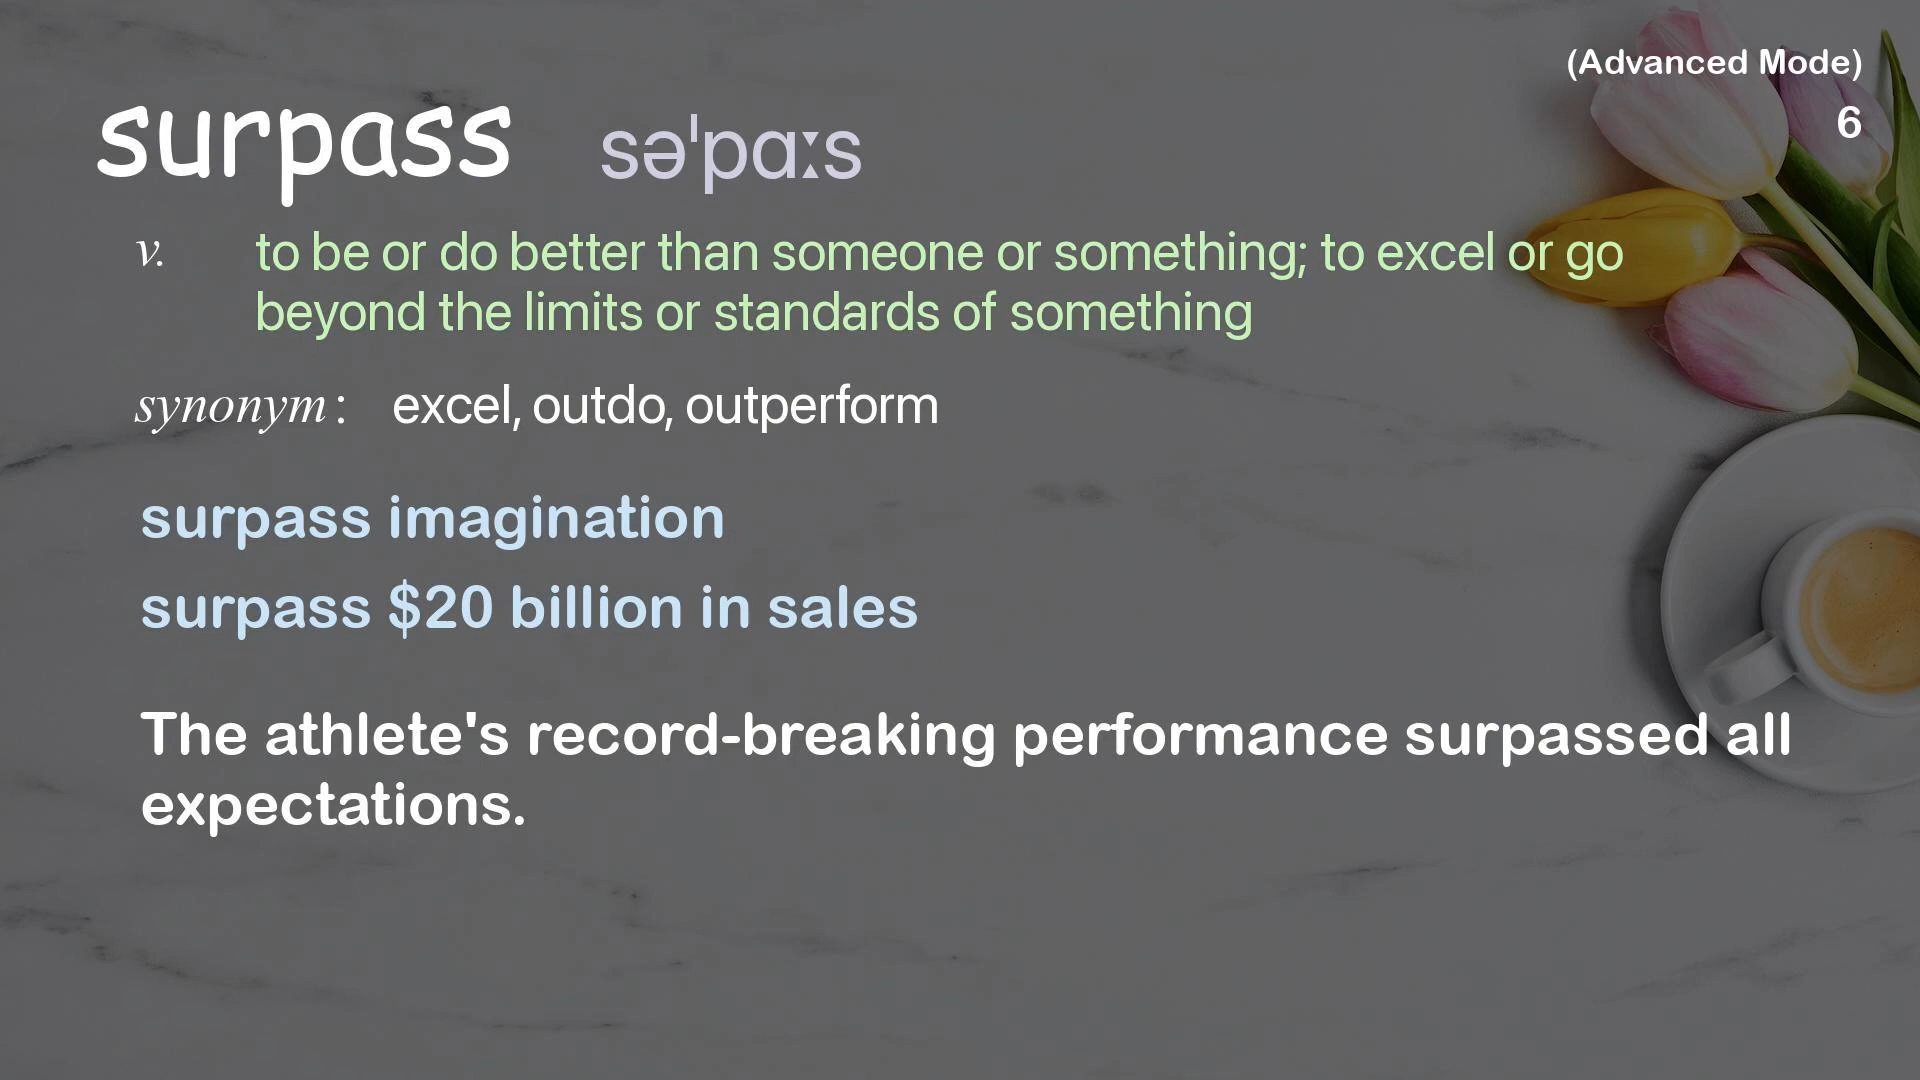 (Advanced Mode)
6
surpass səˈpɑːs
v. to be or do better than someone or something; to excel or go
beyond the limits or standards of something
synonym: excel, outdo, outperform
surpass imagination
surpass $20 billion in sales
The athlete's record-breaking performance surpassed all
expectations.